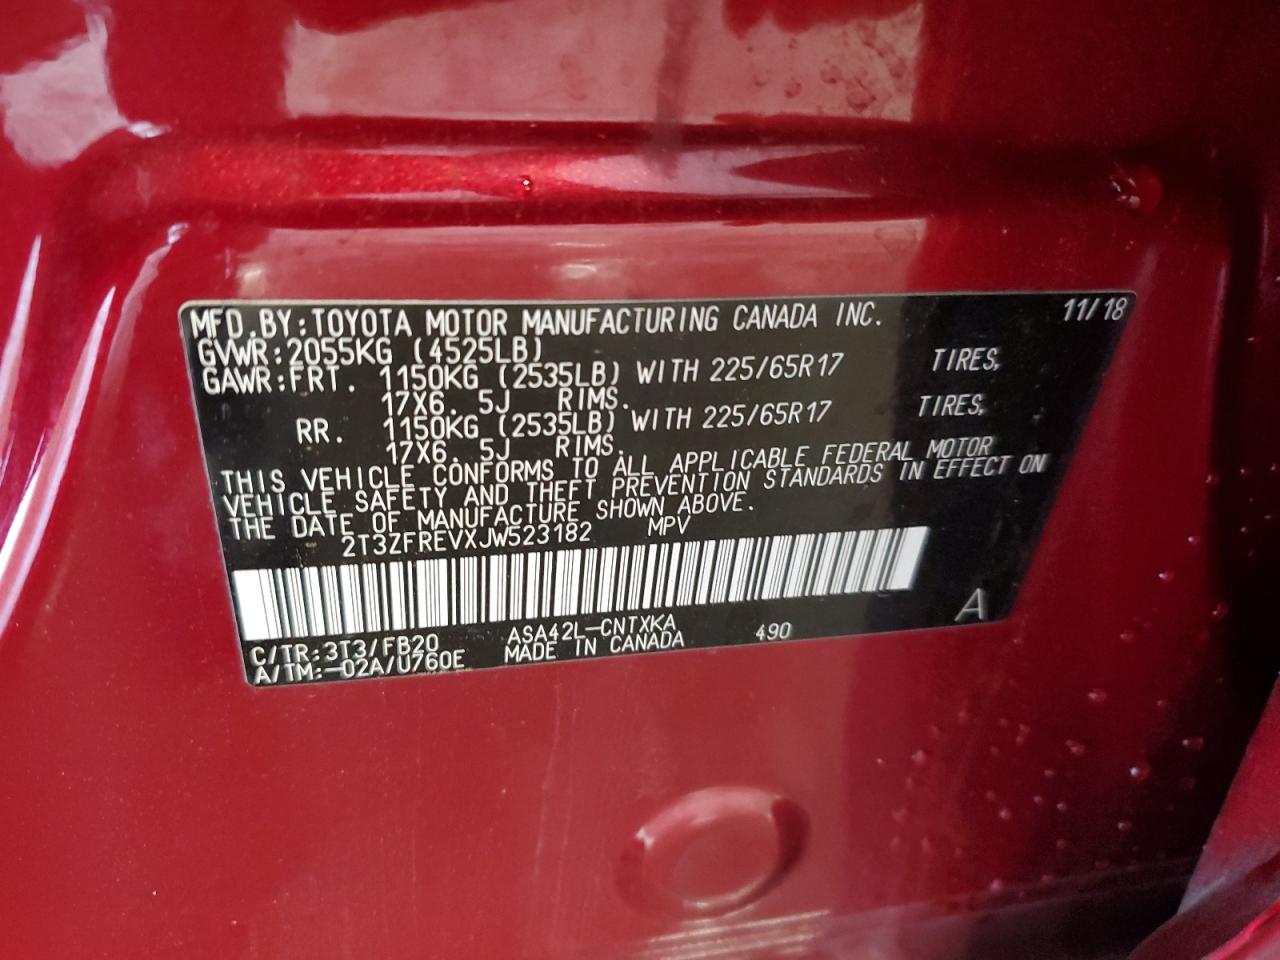 MFD.BY:TOYOTA MOTOR MANUFACTURING CANADA INC. 11/18
GVWR:2055KG (4525LB)
GAWR:FRT. 1150KG (2535LB) WITH 225/65R17 TIRES,
17X6.5J RIMS.
RR. 1150KG (2535LB) WITH 225/65R17 TIRES,
17X6.5J RIMS.
THIS VEHICLE CONFORMS TO ALL APPLICABLE FEDERAL MOTOR
VEHICLE SAFETY AND THEFT PREVENTION STANDARDS IN EFFECT ON
THE DATE OF MANUFACTURE SHOWN ABOVE.
2T3ZFREVXJW523182 MPV
A
C/TR:3T3/FB20 ASA42L-CNTXKA 490
A/TM:-02A/U760E MADE IN CANADA